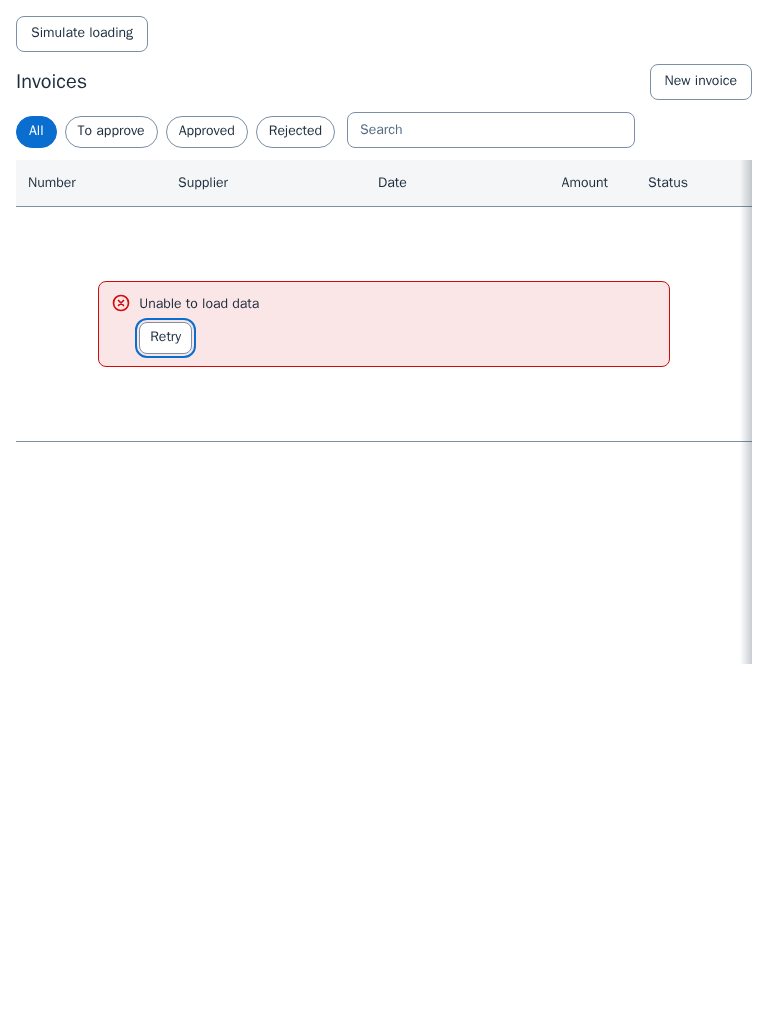 Simulate loading
Invoices
New invoice
All To approve Approved Rejected Search
Number Supplier Date Amount Status
Unable to load data
Retry